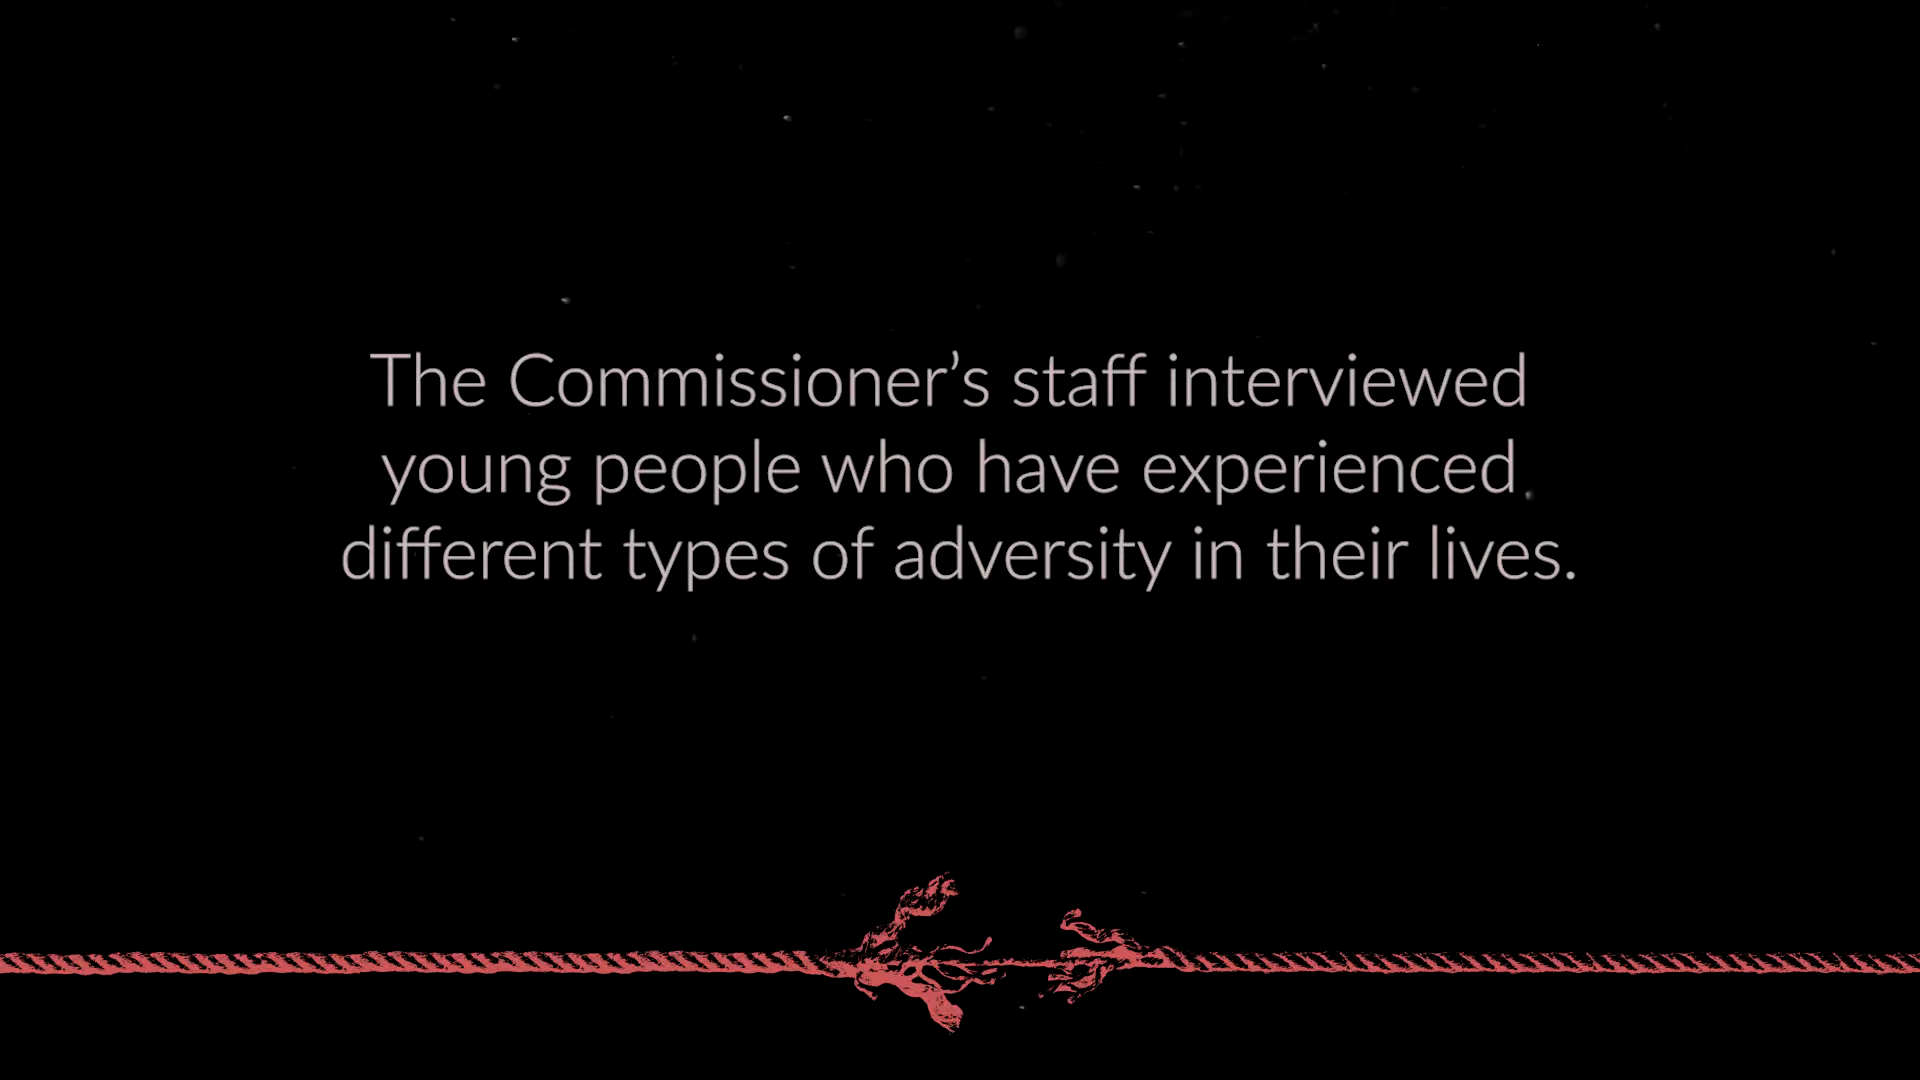 The Commissioner’s staff interviewed
young people who have experienced
different types of adversity in their lives.